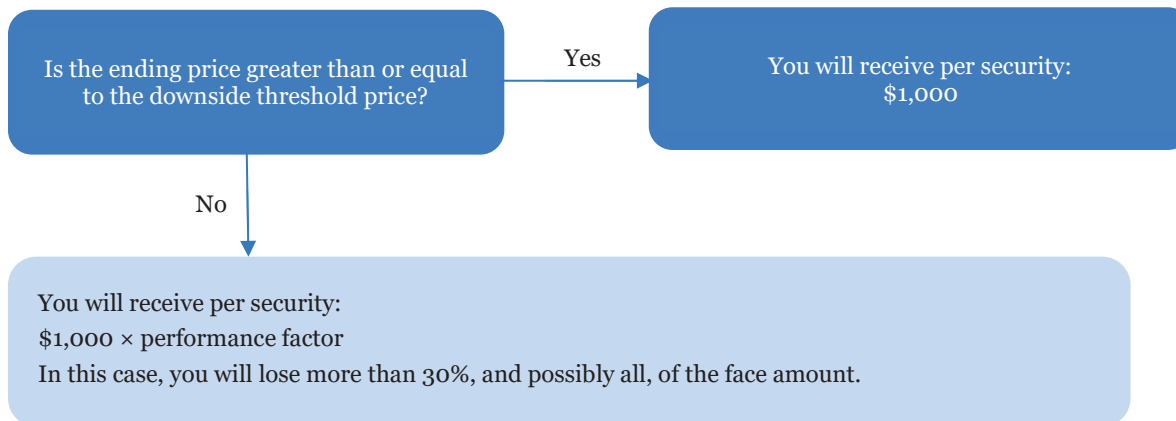 Is the ending price greater than or equal
to the downside threshold price?
Yes
You will receive per security:
$1,000
No
You will receive per security:
$1,000 × performance factor
In this case, you will lose more than 30%, and possibly all, of the face amount.